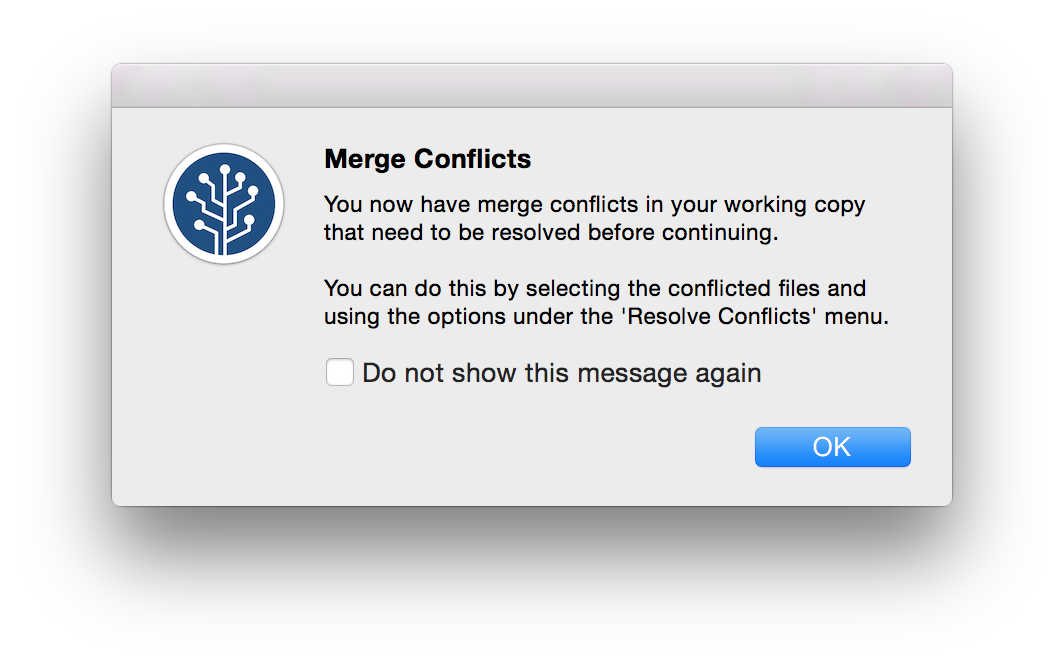 Merge Conflicts
You now have merge conflicts in your working copy
that need to be resolved before continuing.
You can do this by selecting the conflicted files and
using the options under the 'Resolve Conflicts' menu.
Do not show this message again
OK